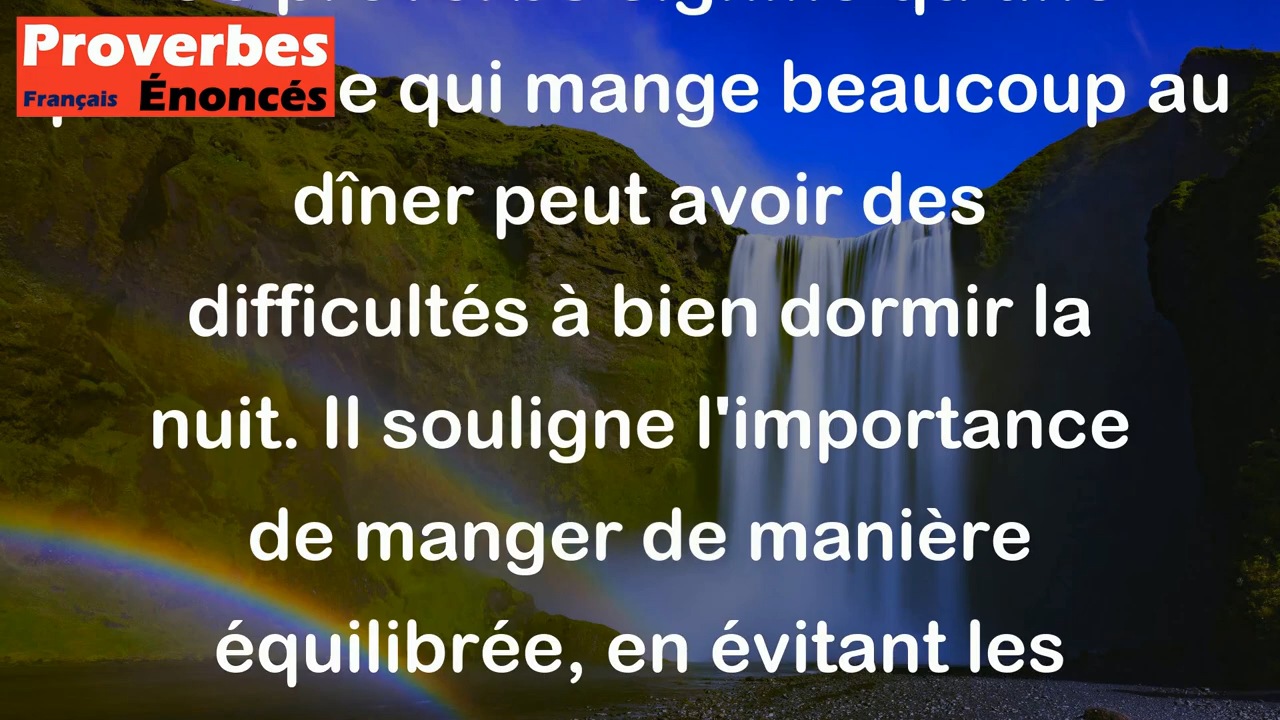 Proverbes
Français Énoncés
e qui mange beaucoup au
dîner peut avoir des
difficultés à bien dormir la
nuit. Il souligne l'importance
de manger de manière
équilibrée, en évitant les